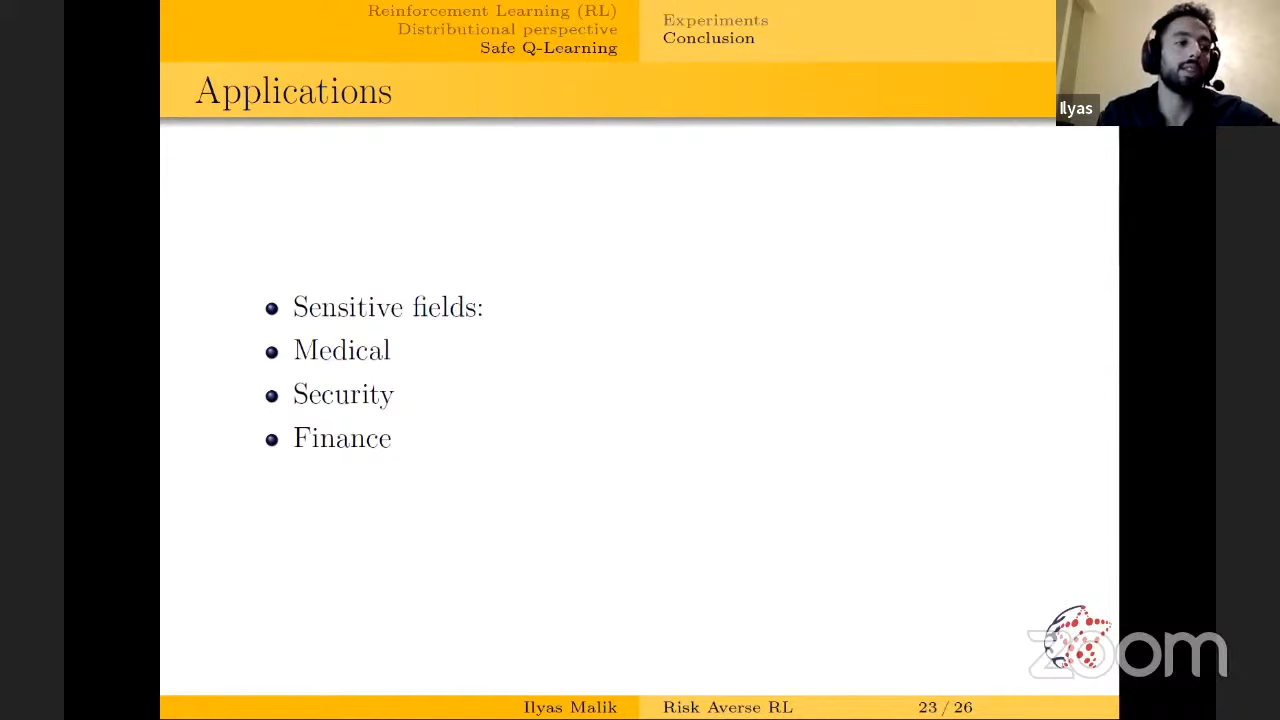 Reinforcement Learning (RL)
Distributional perspective
Safe Q-Learning
Experiments
Conclusion
Applications
Ilyas
Sensitive fields:
Medical
Security
Finance
zoom
Ilyas Malik
Risk Averse RL
23 / 26